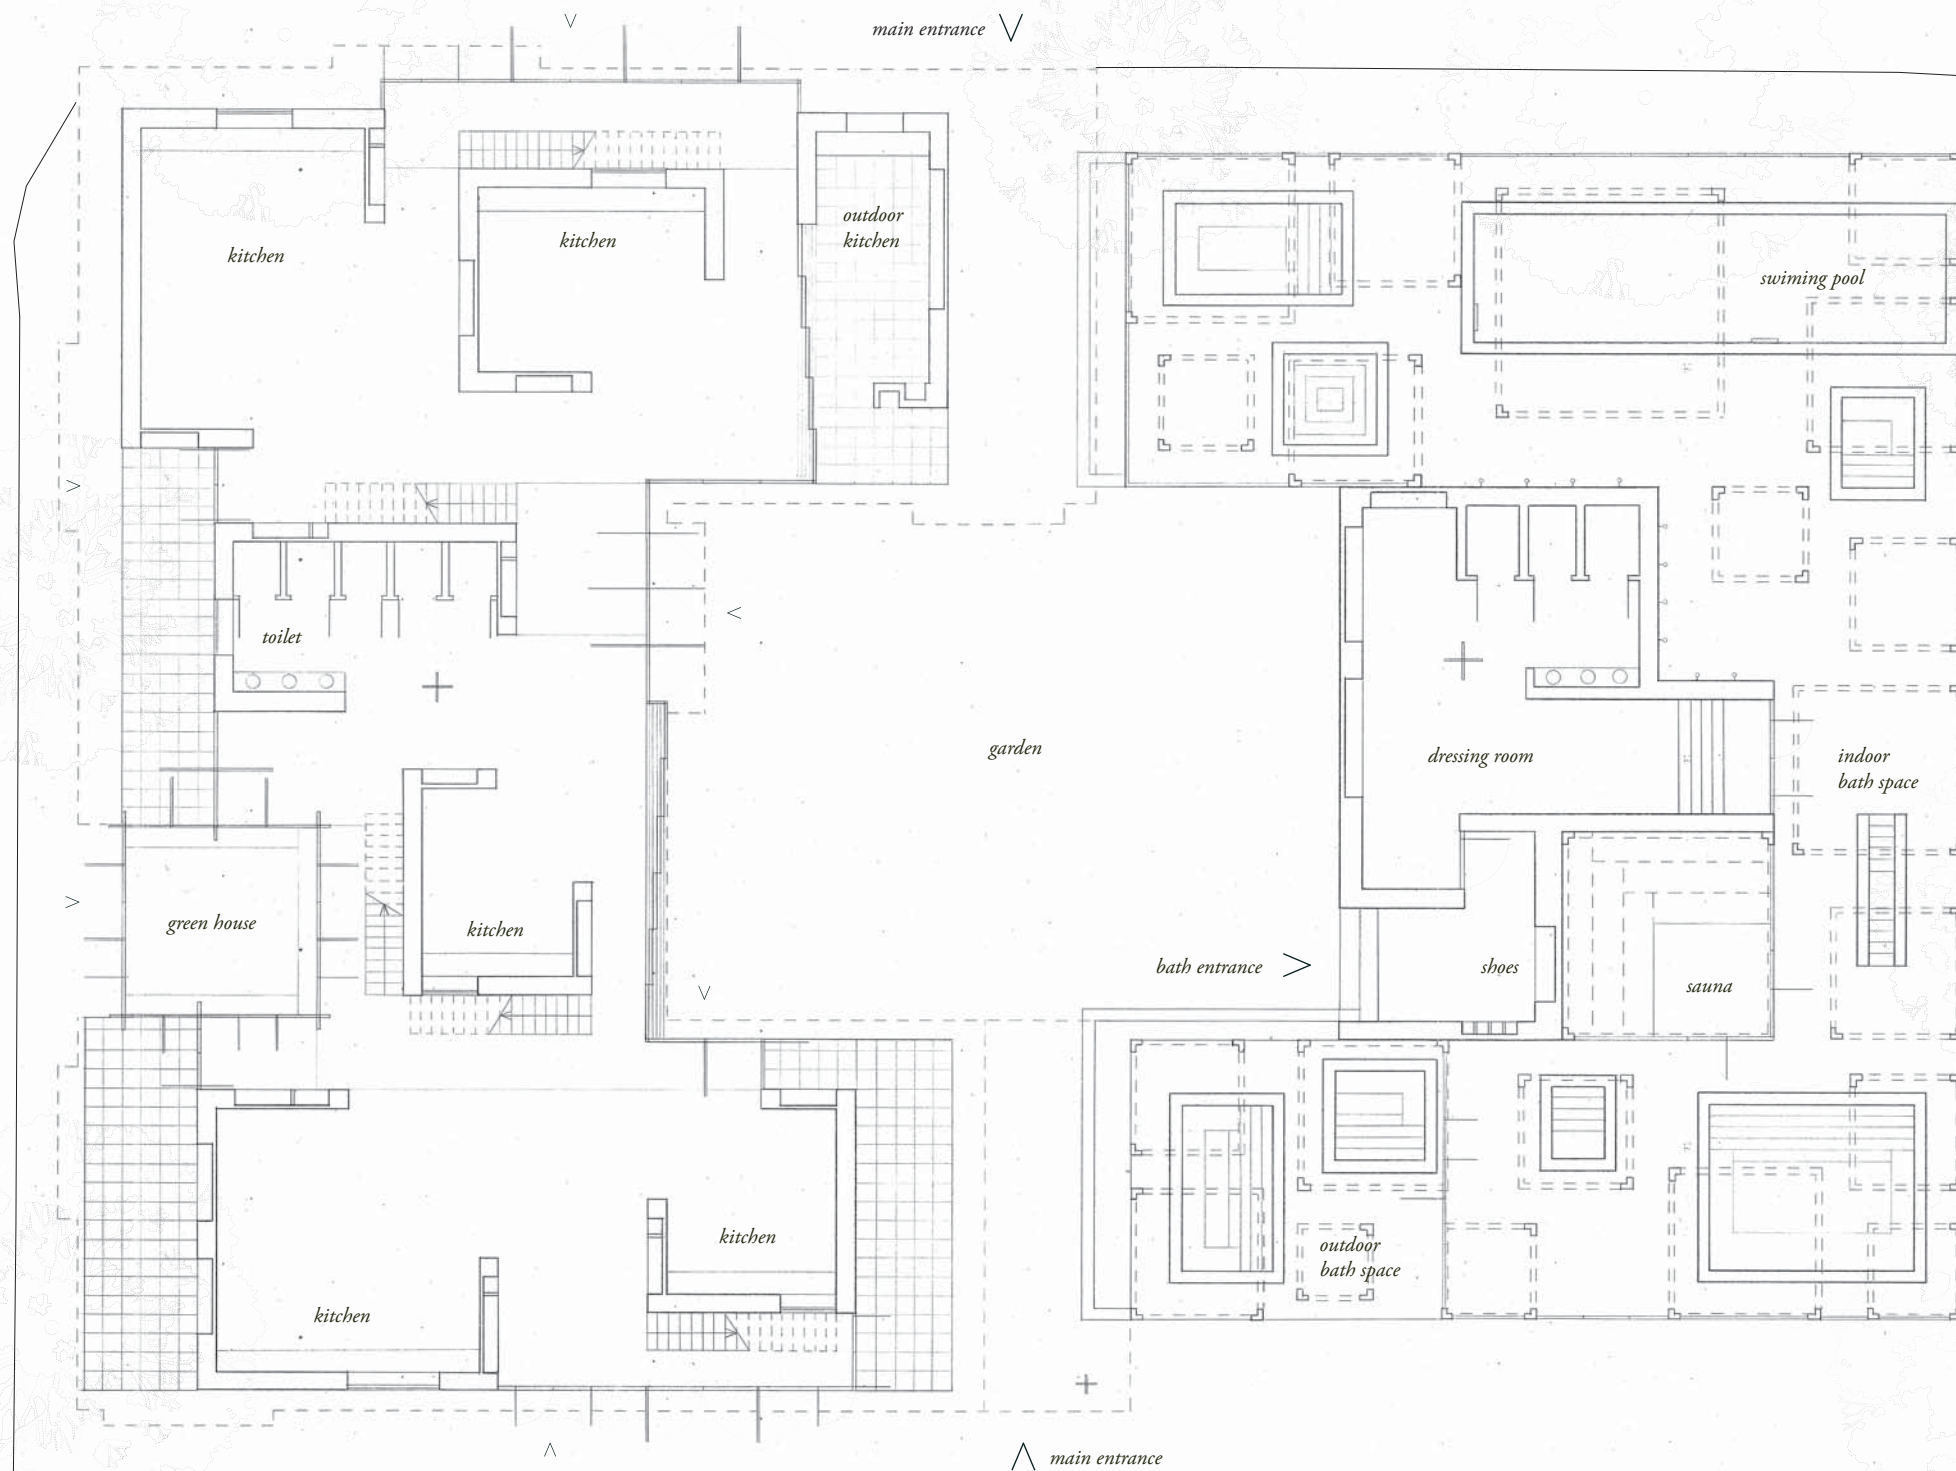 main entrance
outdoor
kitchen
kitchen
kitchen
swiming pool
toilet
garden
dressing room
indoor
bath space
green house
kitchen
bath entrance
shoes
sauna
kitchen
outdoor
bath space
kitchen
main entrance